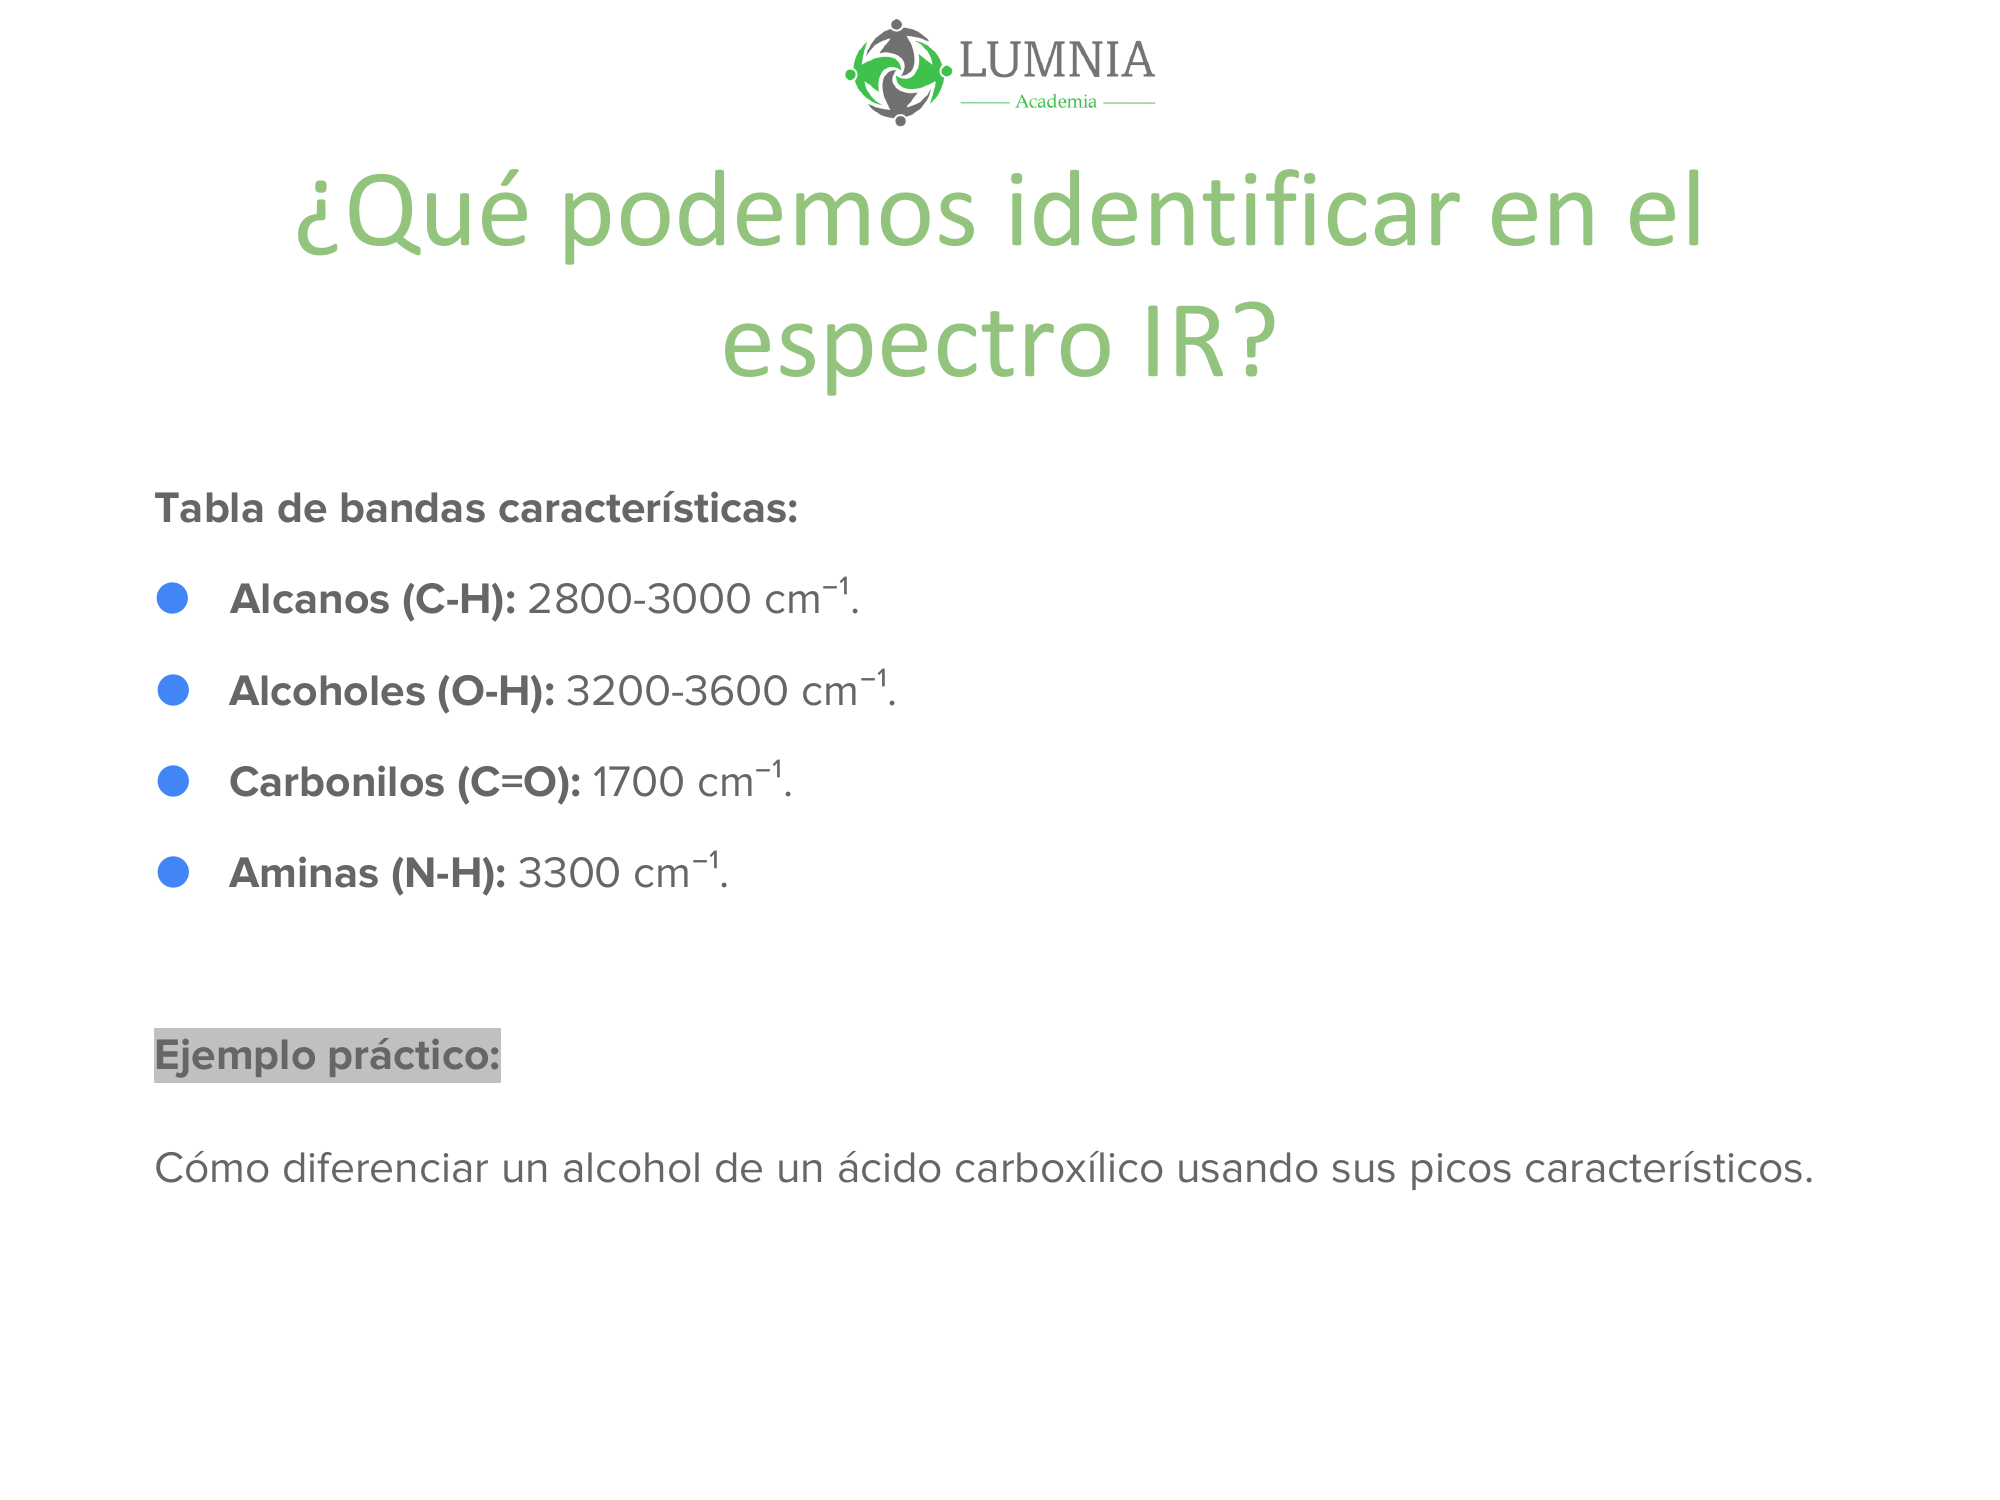 LUMNIA
Academia
¿Qué podemos identificar en el
espectro IR?
Tabla de bandas características:
● Alcanos (C-H): 2800-3000 cm⁻¹.
● Alcoholes (O-H): 3200-3600 cm⁻¹.
● Carbonilos (C=O): 1700 cm⁻¹.
● Aminas (N-H): 3300 cm⁻¹.
Ejemplo práctico:
Cómo diferenciar un alcohol de un ácido carboxílico usando sus picos característicos.